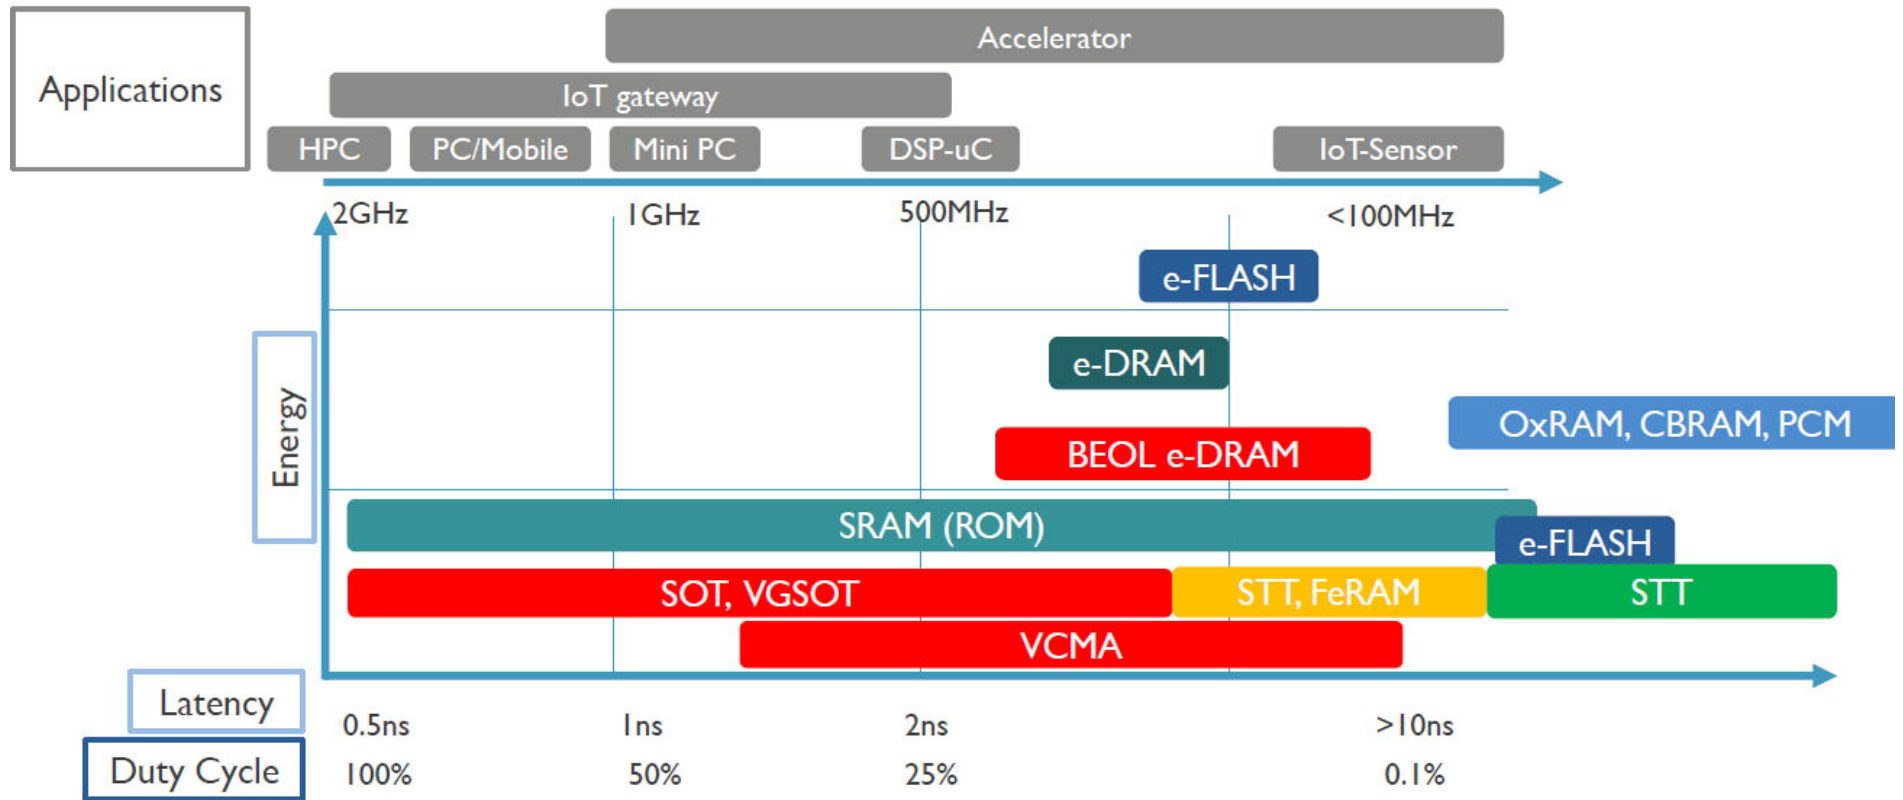 Applications
Accelerator
IoT gateway
HPC
PC/Mobile
Mini PC
DSP-uC
IoT-Sensor
2GHz
1GHz
500MHz
<100MHz
e-FLASH
Energy
e-DRAM
OxRAM, CBRAM, PCM
BEOL e-DRAM
SRAM (ROM)
e-FLASH
SOT, VGSOT
STT, FeRAM
STT
VCMA
Latency
0.5ns
1ns
2ns
>10ns
Duty Cycle
100%
50%
25%
0.1%